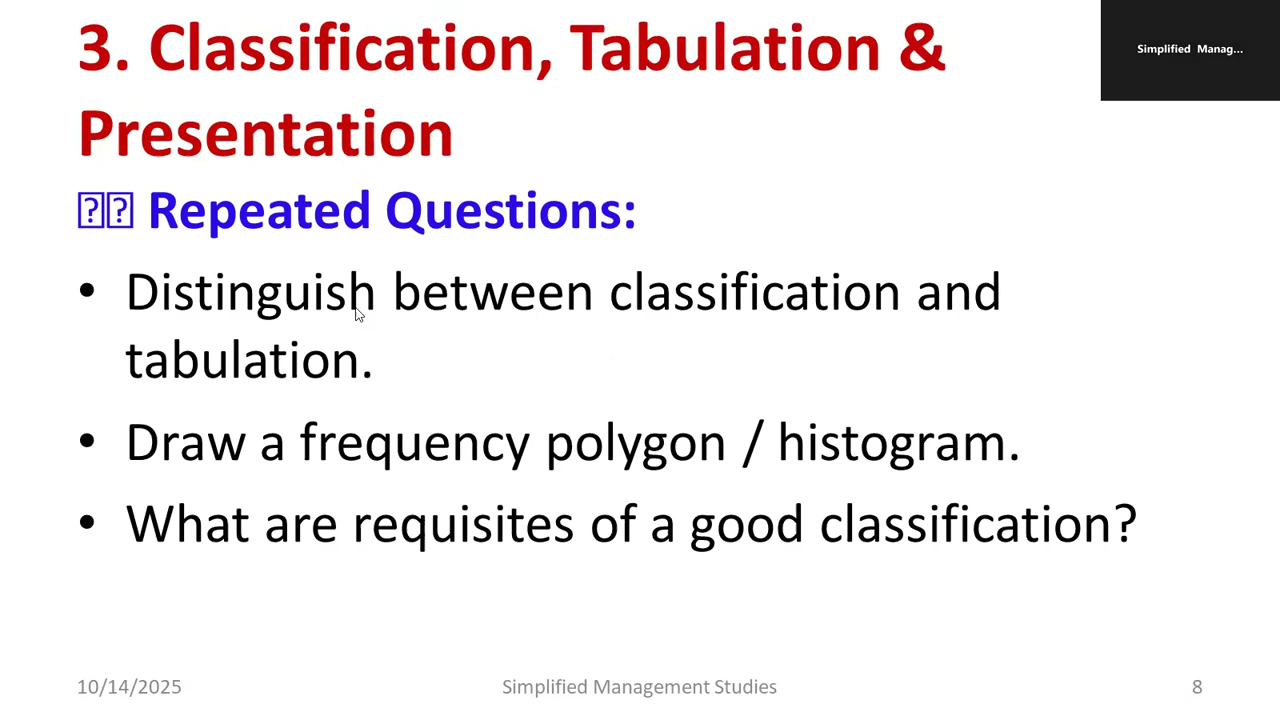 3. Classification, Tabulation &
Presentation
Simplified Manag...
Repeated Questions:
• Distinguish between classification and
tabulation.
• Draw a frequency polygon / histogram.
• What are requisites of a good classification?
10/14/2025
Simplified Management Studies
8